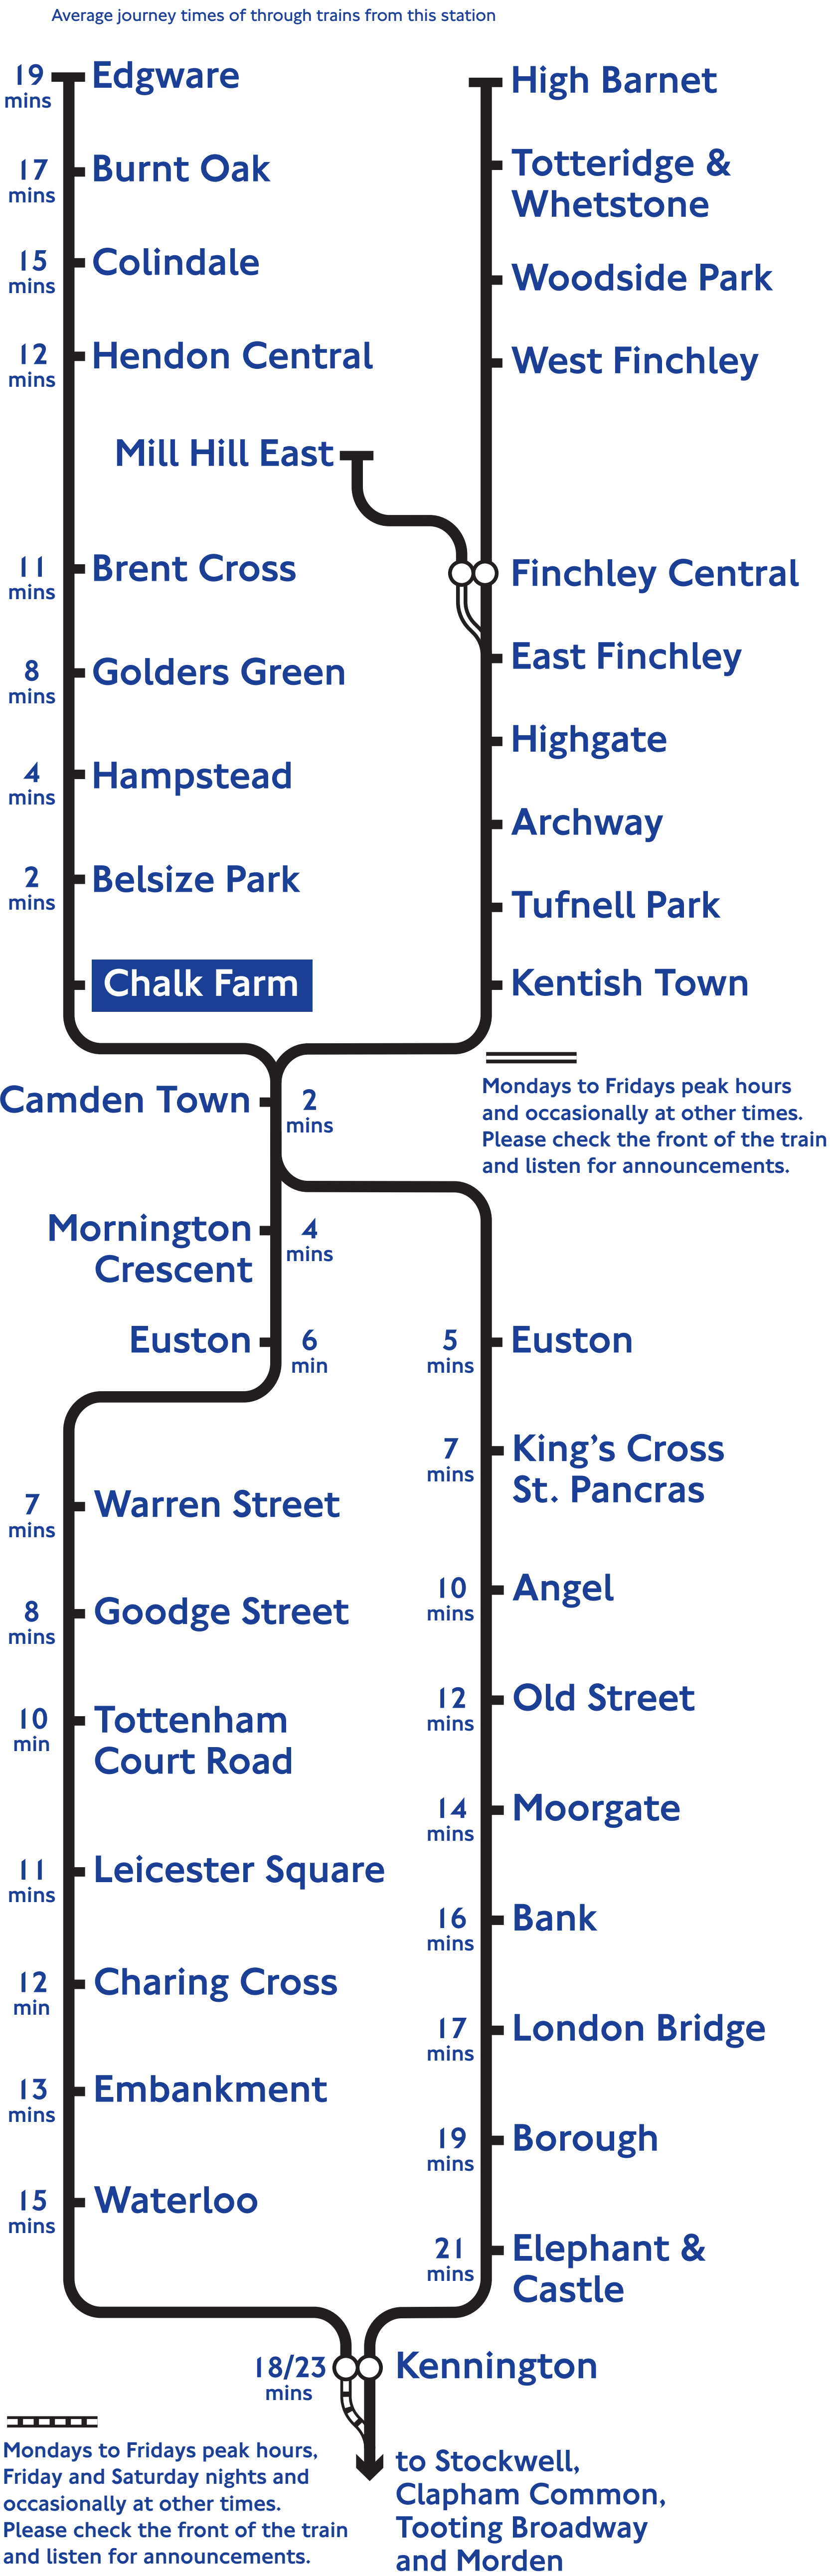 Average journey times of through trains from this station
19
mins
Edgware
17
mins
Burnt Oak
15
mins
Colindale
12
mins
Hendon Central
Mill Hill East
11
mins
Brent Cross
8
mins
Golders Green
4
mins
Hampstead
2
mins
Belsize Park
Chalk Farm
High Barnet
Totteridge &
Whetstone
Woodside Park
West Finchley
Finchley Central
East Finchley
Highgate
Archway
Tufnell Park
Kentish Town
Mondays to Fridays peak hours
and occasionally at other times.
Please check the front of the train
and listen for announcements.
Camden Town
2
mins
Mornington
Crescent
4
mins
Euston
6
min
7
mins
Warren Street
8
mins
Goodge Street
10
min
Tottenham
Court Road
11
mins
Leicester Square
12
min
Charing Cross
13
mins
Embankment
15
mins
Waterloo
5
mins
Euston
7
mins
King's Cross
St. Pancras
10
mins
Angel
12
mins
Old Street
14
mins
Moorgate
16
mins
Bank
17
mins
London Bridge
19
mins
Borough
21
mins
Elephant &
Castle
18/23
mins
Kennington
Mondays to Fridays peak hours,
Friday and Saturday nights and
occasionally at other times.
Please check the front of the train
and listen for announcements.
to Stockwell,
Clapham Common,
Tooting Broadway
and Morden